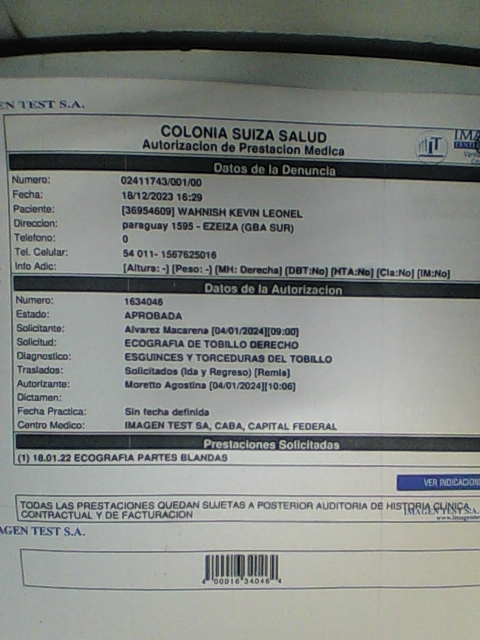 EN TEST S.A.
COLONIA SUIZA SALUD
Autorizacion de Prestacion Medica
IT
IMA
Datos de la Denuncia
Numero: 02411743/001/00
Fecha: 18/12/2023 16:29
Paciente: [36954609] WAHNISH KEVIN LEONEL
Direccion: paraguay 1595 - EZEIZA (GBA SUR)
Telefono: 0
Tel. Celular: 54 011- 1567625016
Info Adic: [Altura: -] [Peso: -] [MH: Derecha] [DBT:No] [HTA:No] [Cia:No] [IM:No]
Datos de la Autorizacion
Numero: 1634046
Estado: APROBADA
Solicitante: Alvarez Macarena [04/01/2024][09:00]
Solicitud: ECOGRAFIA DE TOBILLO DERECHO
Diagnostico: ESGUINCES Y TORCEDURAS DEL TOBILLO
Traslados: Solicitados (Ida y Regreso) [Remis]
Autorizante: Moretto Agostina [04/01/2024][10:06]
Dictamen:
Fecha Practica: Sin fecha definida
Centro Medico: IMAGEN TEST SA, CABA, CAPITAL FEDERAL
Prestaciones Solicitadas
(1) 18.01.22 ECOGRAFIA PARTES BLANDAS
VER INDICACION
TODAS LAS PRESTACIONES QUEDAN SUJETAS A POSTERIOR AUDITORIA DE HISTORIA CLINICA,
CONTRACTUAL Y DE FACTURACION
IMAGEN TEST S.A.
www.imagen
AGEN TEST S.A.
4 00016 34046 4